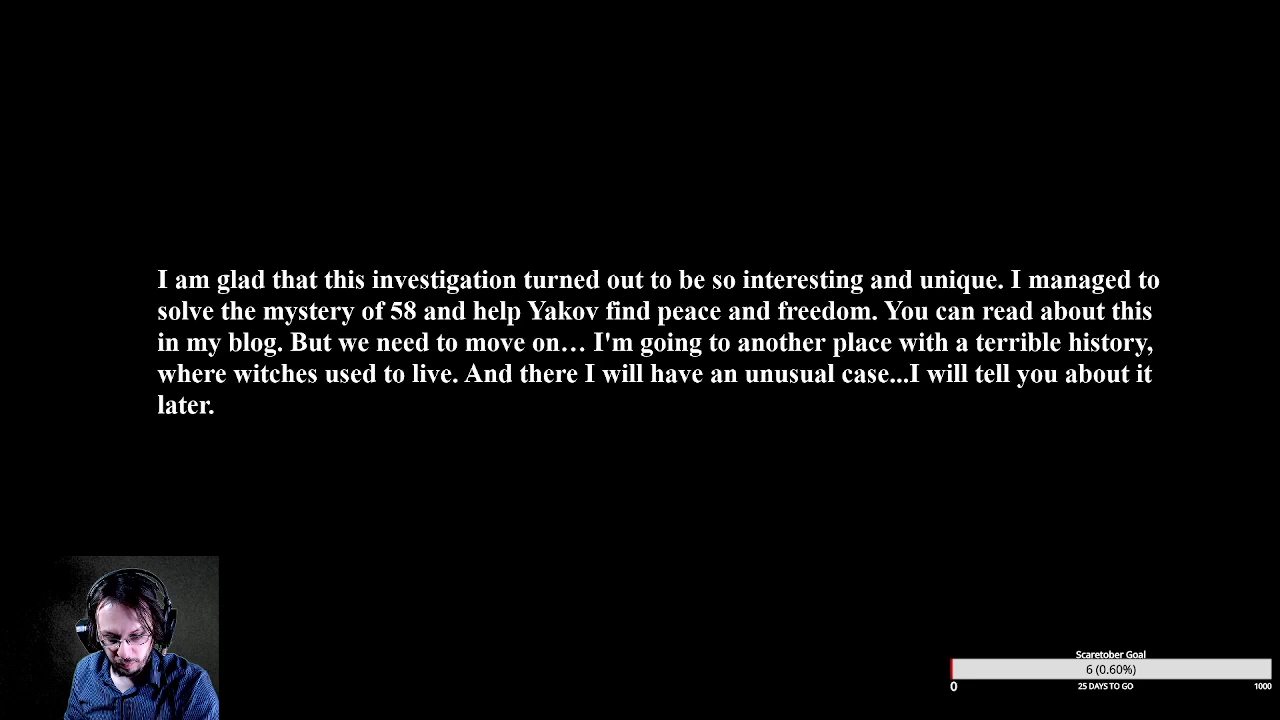 I am glad that this investigation turned out to be so interesting and unique. I managed to
solve the mystery of 58 and help Yakov find peace and freedom. You can read about this
in my blog. But we need to move on… I'm going to another place with a terrible history,
where witches used to live. And there I will have an unusual case...I will tell you about it
later.
Scaretober Goal
6 (0.60%)
0 25 DAYS TO GO 1000